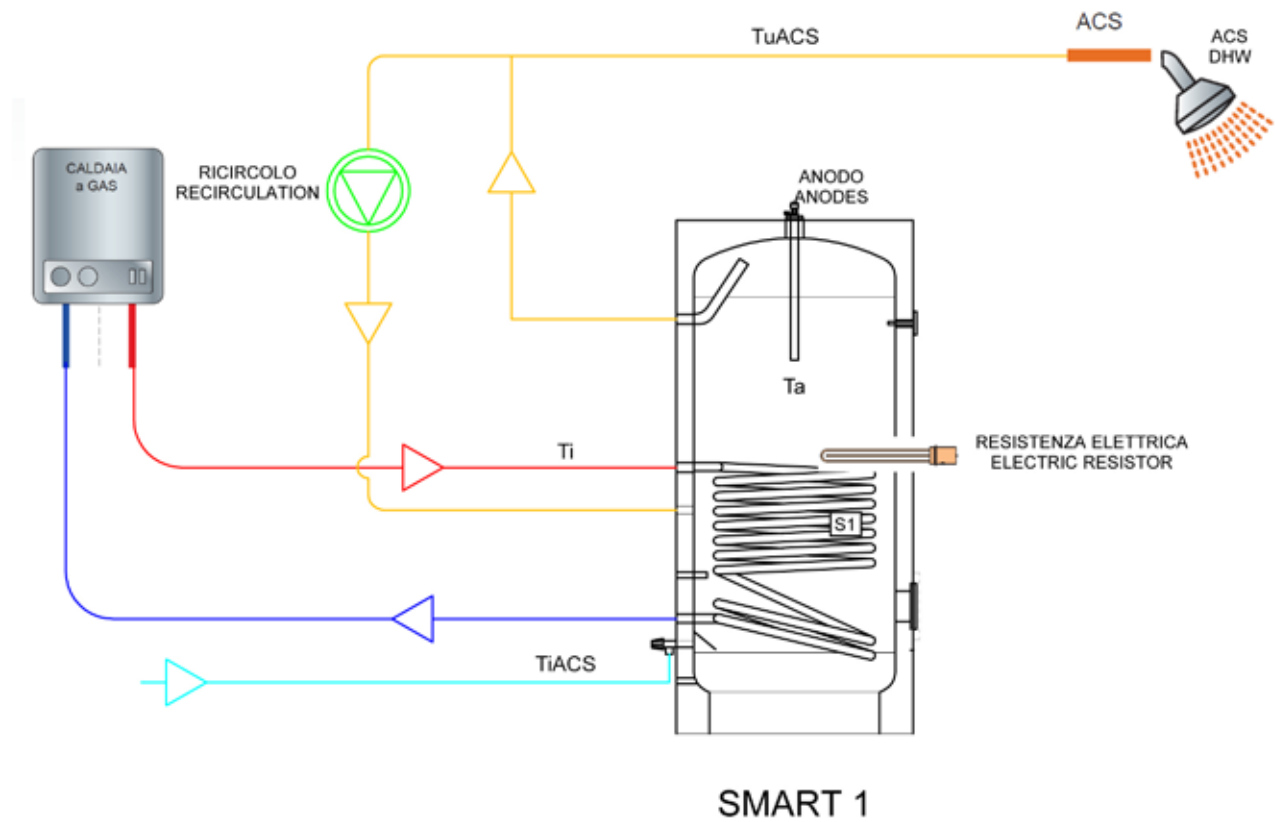 TuACS
ACS
ACS
DHW
CALDAIA
a GAS
RICIRCOLO
RECIRCULATION
ANODO
ANODES
Ta
Ti
RESISTENZA ELETTRICA
ELECTRIC RESISTOR
S1
TiACS
SMART 1